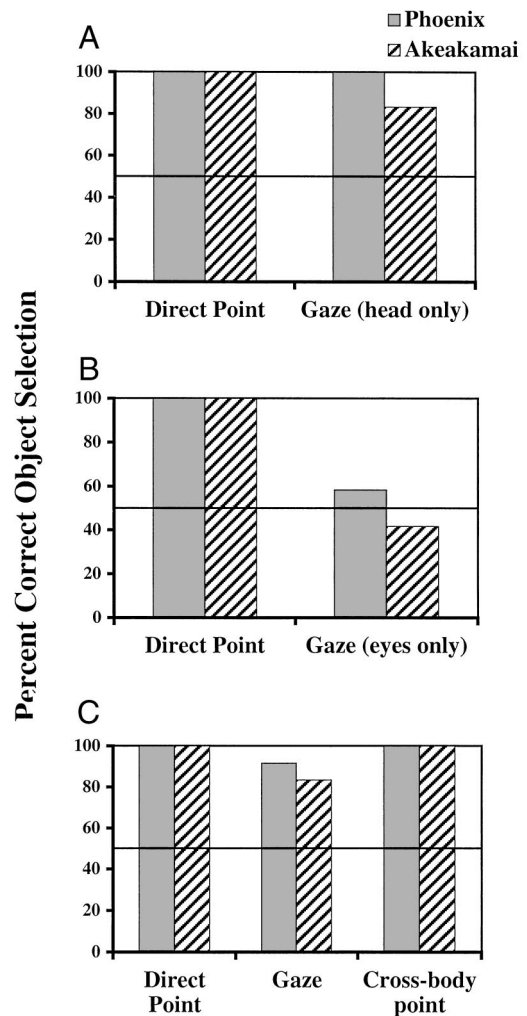 Phoenix
Akeakamai
Percent Correct Object Selection
A
100
80
60
40
20
0
Direct Point Gaze (head only)
B
100
80
60
40
20
0
Direct Point Gaze (eyes only)
C
100
80
60
40
20
0
Direct Point Gaze Cross-body point